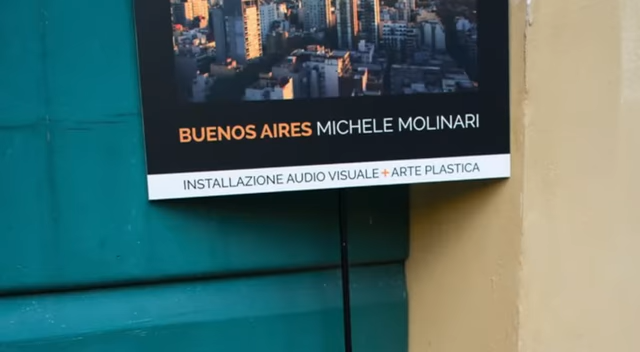 BUENOS AIRES MICHELE MOLINARI
INSTALLAZIONE AUDIO VISUALE+ARTE PLASTICA